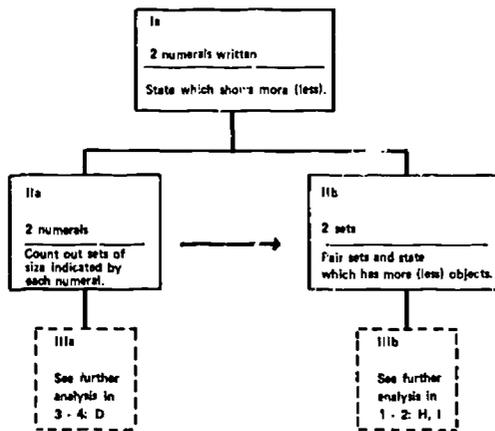 Ia
2 numerals written
State which shows more (less).
IIa
2 numerals
Count out sets of
size indicated by
each numeral.
IIb
2 sets
Pair sets and state
which has more (less) objects.
IIIa
See further
analysis in
3 - 4: D
IIIb
See further
analysis in
1 - 2: H, I